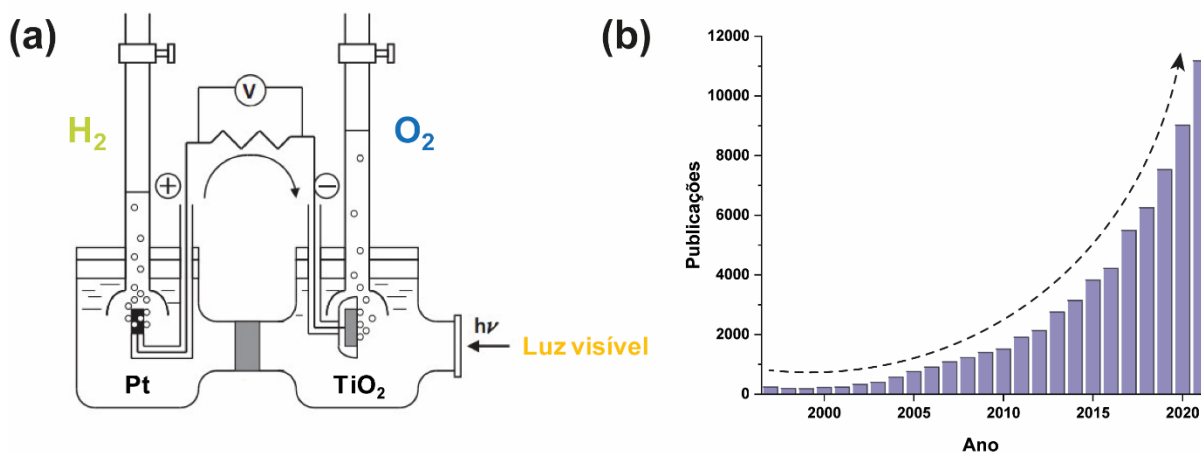 (a)
V
H₂
O₂
+
−
hν
Luz visível
Pt
TiO₂
(b)
12000
10000
8000
6000
4000
2000
0
Publicações
2000
2005
2010
2015
2020
Ano